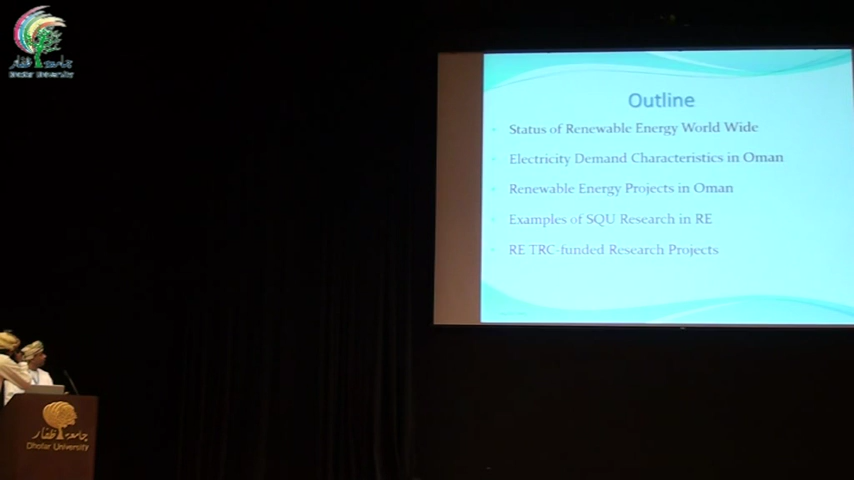 جامعة ظفار
Dhofar University
Outline
Status of Renewable Energy World Wide
Electricity Demand Characteristics in Oman
Renewable Energy Projects in Oman
Examples of SQU Research in RE
RE TRC-funded Research Projects
جامعة ظفار
Dhofar University